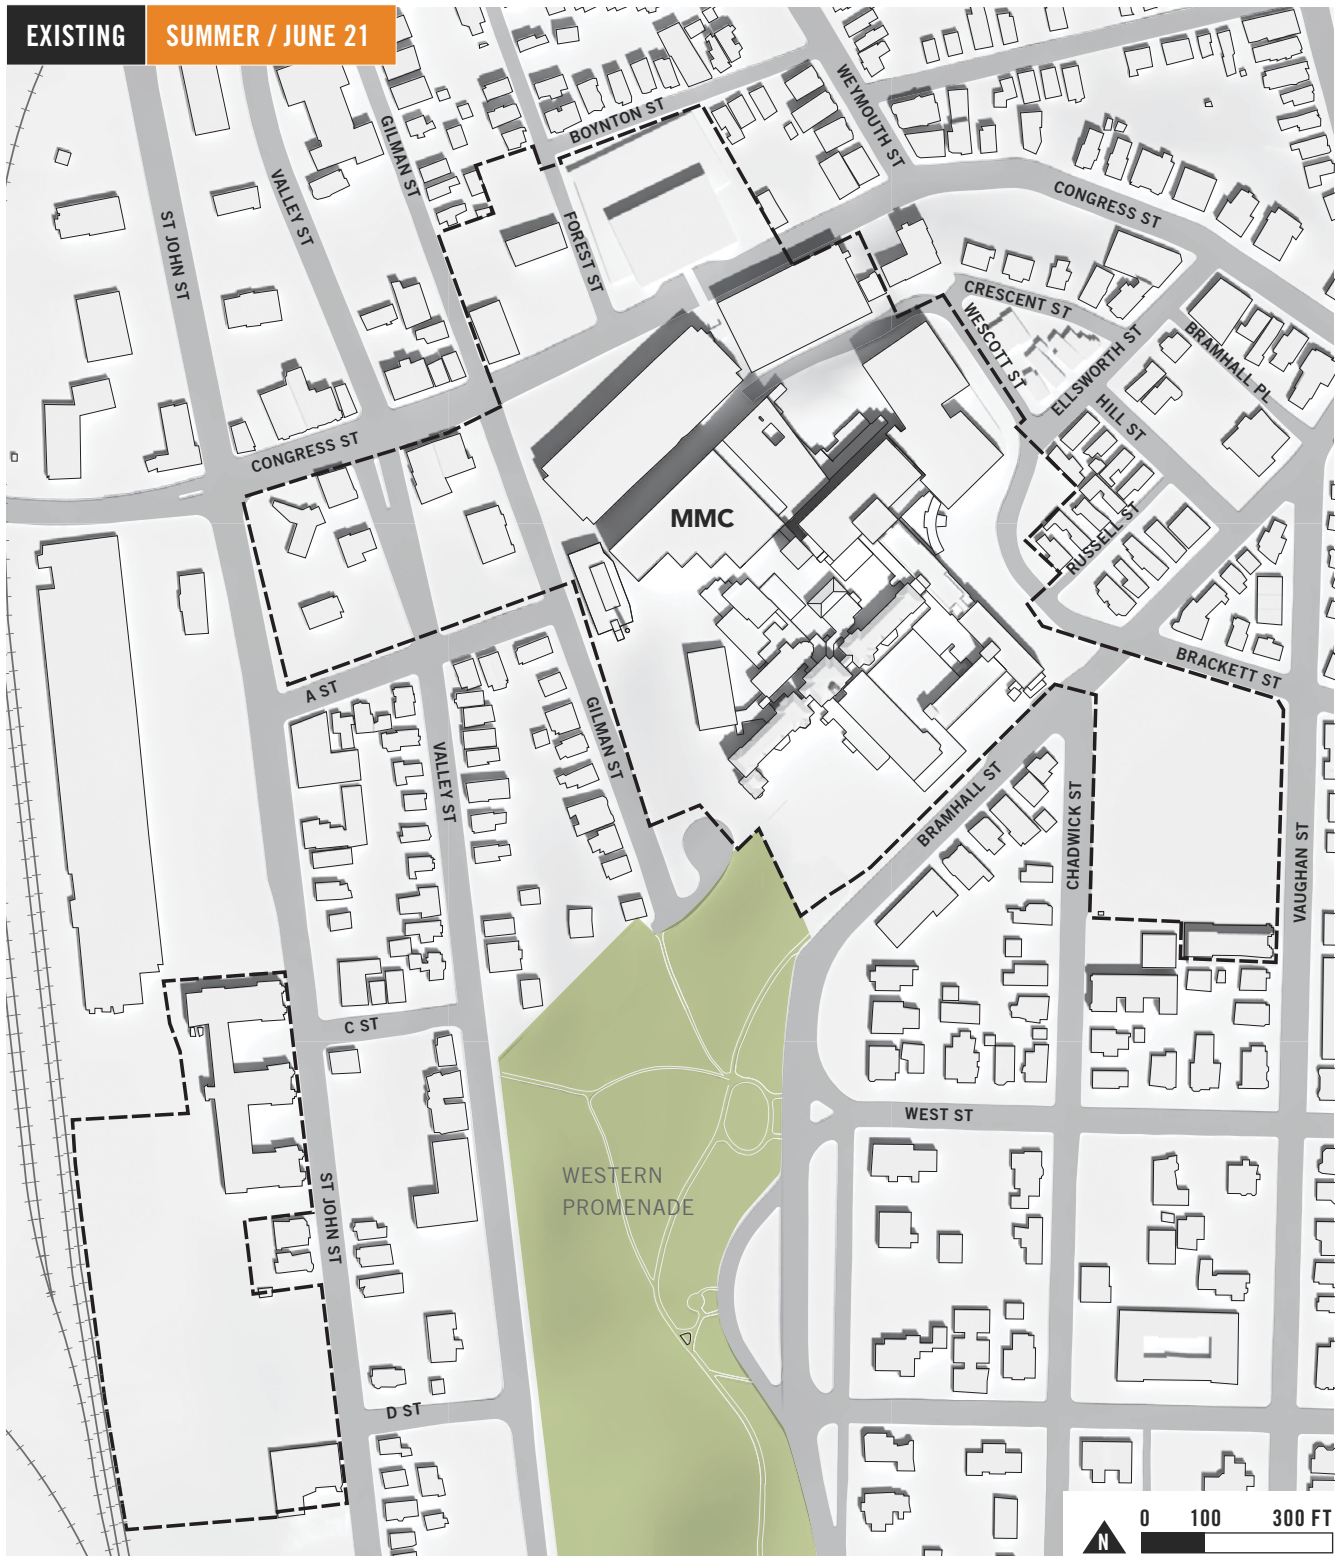 EXISTING
SUMMER / JUNE 21
BOYNTON ST
WEYMOUTH ST
GILMAN ST
VALLEY ST
ST JOHN ST
FOREST ST
CONGRESS ST
CRESCENT ST
WESCOTT ST
ELLSWORTH ST
BRAMHALL PL
HILL ST
CONGRESS ST
MMC
RUSSELL ST
BRACKETT ST
A ST
GILMAN ST
VALLEY ST
BRAMHALL ST
CHADWICK ST
VAUGHAN ST
C ST
WEST ST
WESTERN
PROMENADE
ST JOHN ST
D ST
N
0 100 300 FT